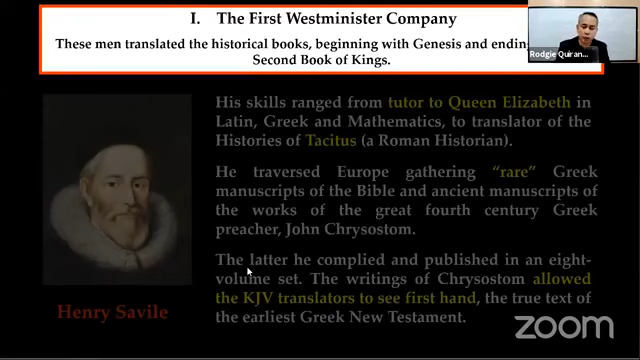 I. The First Westminister Company
These men translated the historical books, beginning with Genesis and ending
Second Book of Kings.
Rodgie Quiran...
His skills ranged from tutor to Queen Elizabeth in
Latin, Greek and Mathematics, to translator of the
Histories of Tacitus (a Roman Historian).
He traversed Europe gathering “rare” Greek
manuscripts of the Bible and ancient manuscripts of
the works of the great fourth century Greek
preacher, John Chrysostom.
The latter he complied and published in an eight-
volume set. The writings of Chrysostom allowed
the KJV translators to see first hand, the true text of
the earliest Greek New Testament.
Henry Savile
zoom